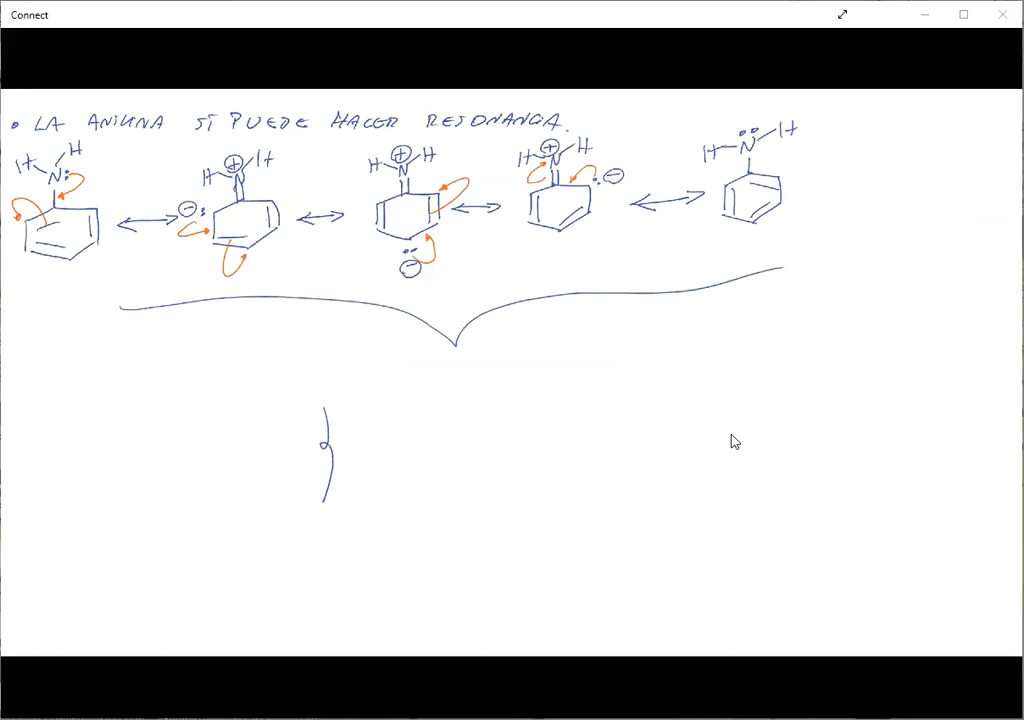 Connect
• LA ANILINA SI PUEDE HACER RESONANCIA.
H H + H H + H + H H H
N N N N N
- -
-